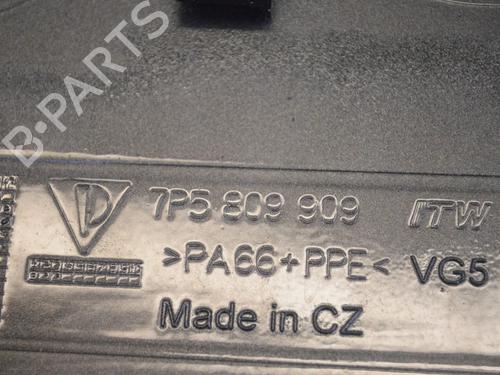 B-PARTS
D 7P5 809 909 ITW
>PA66+PPE< VG5
Made in CZ